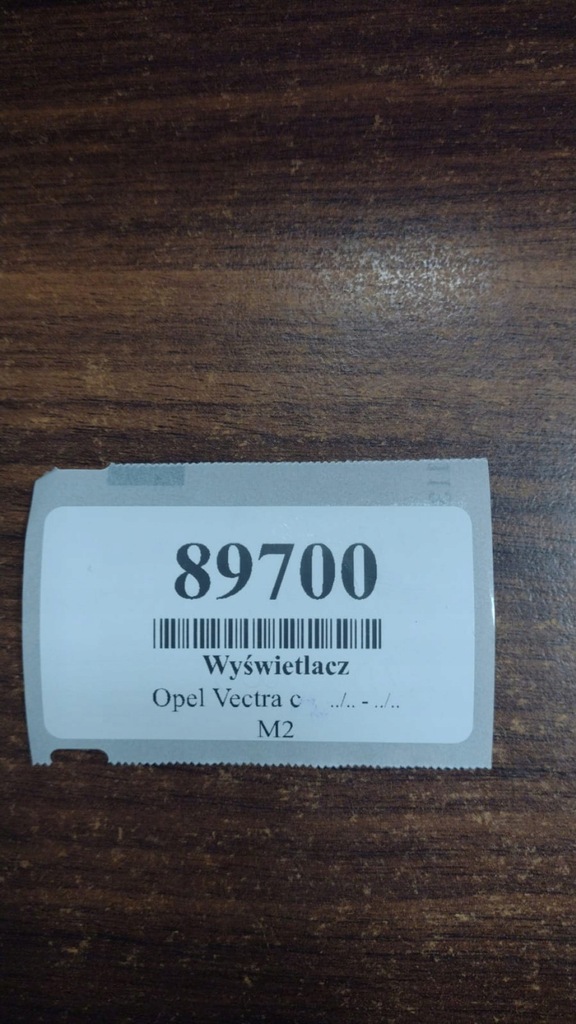 89700
Wyświetlacz
Opel Vectra c ../.. - ../..
M2